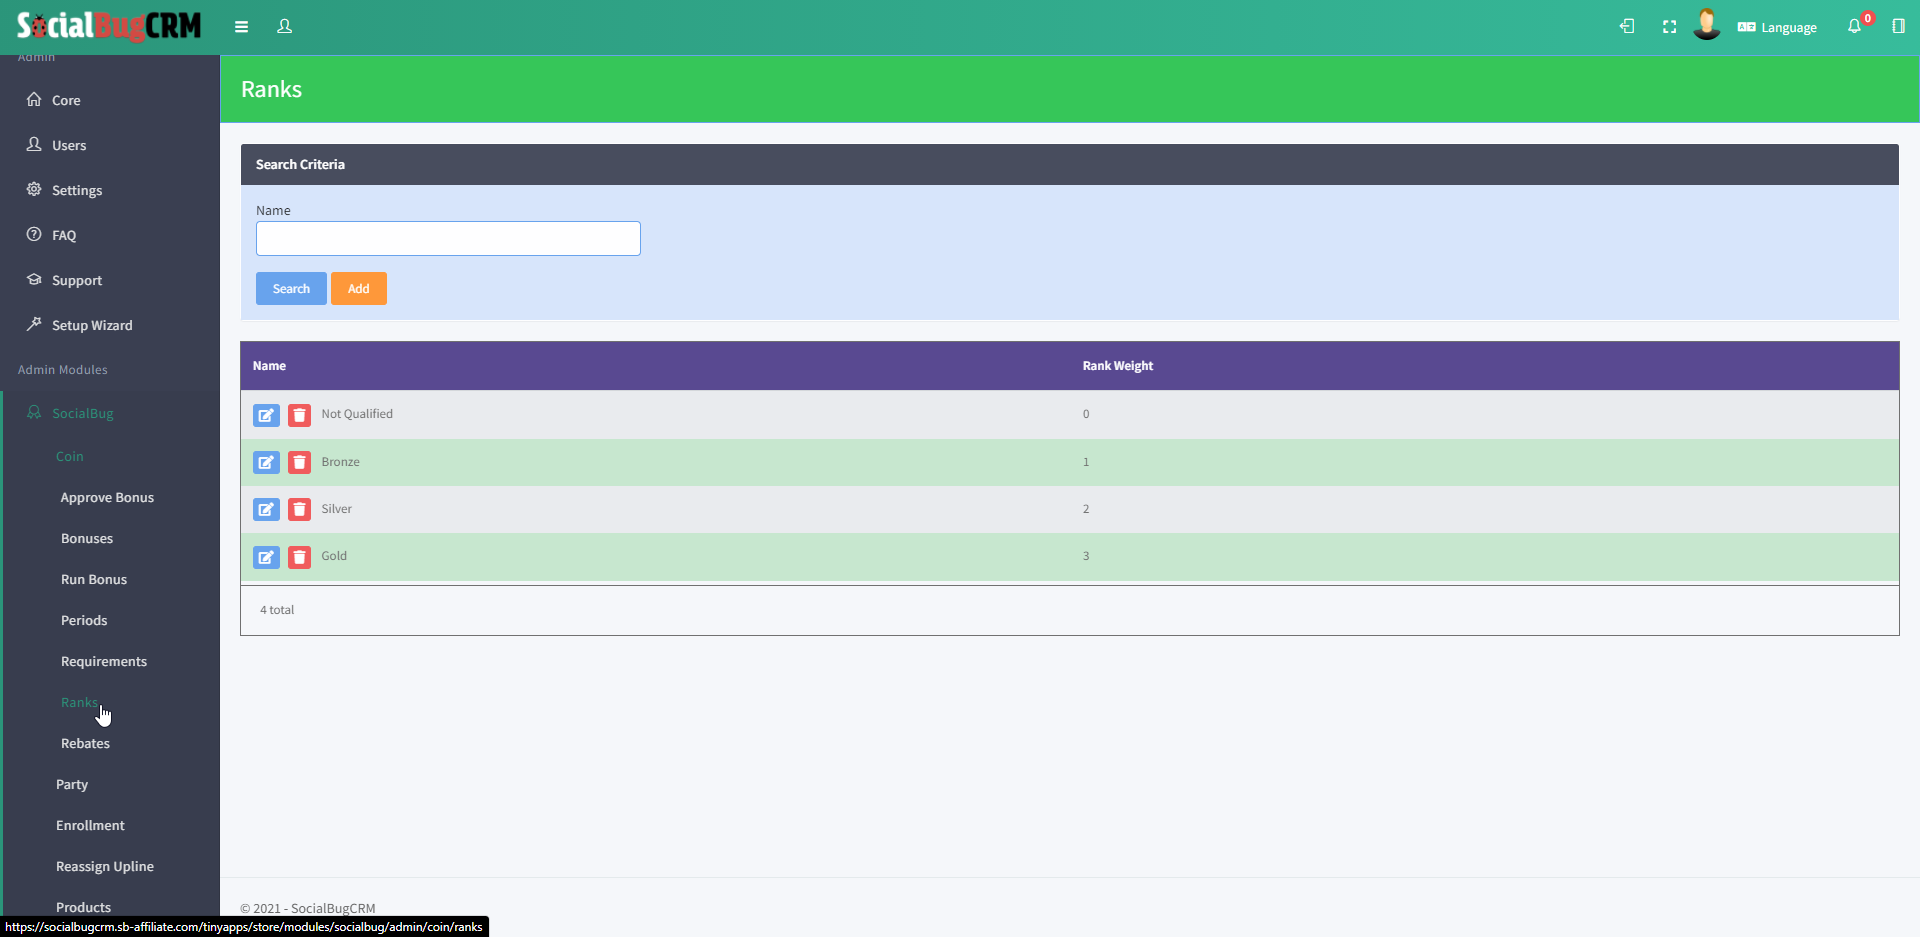 SocialBugCRM
Language
0
Admin
Core
Users
Settings
FAQ
Support
Setup Wizard
Admin Modules
SocialBug
Coin
Approve Bonus
Bonuses
Run Bonus
Periods
Requirements
Ranks
Rebates
Party
Enrollment
Reassign Upline
Products
Ranks
Search Criteria
Name
Search Add
Name Rank Weight
Not Qualified 0
Bronze 1
Silver 2
Gold 3
4 total
© 2021 - SocialBugCRM
https://socialbugcrm.sb-affiliate.com/tinyapps/store/modules/socialbug/admin/coin/ranks